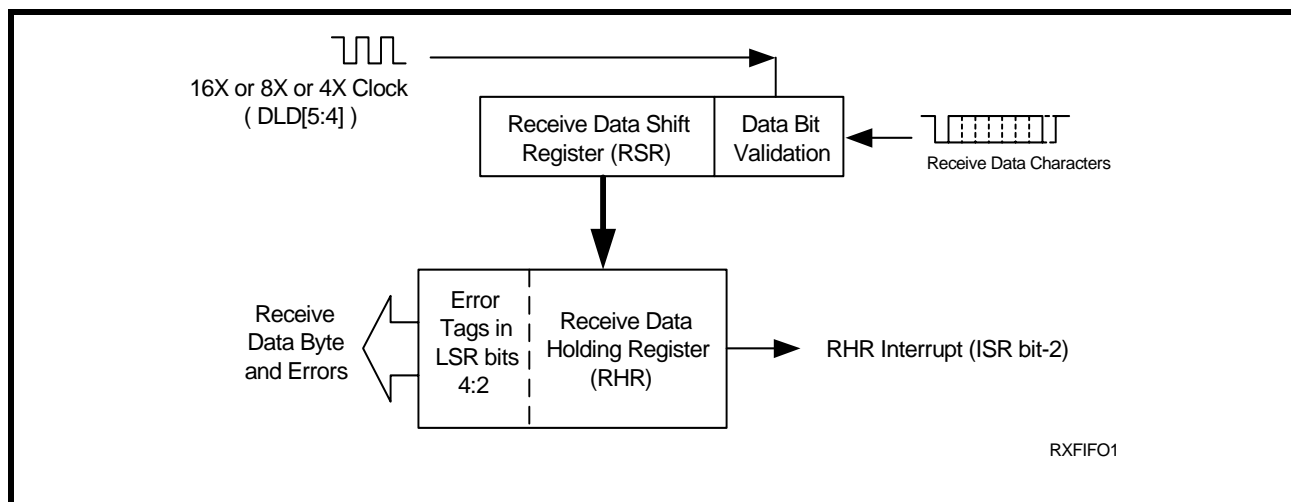 16X or 8X or 4X Clock
( DLD[5:4] )
Receive Data Shift
Register (RSR)
Data Bit
Validation
Receive Data Characters
Receive
Data Byte
and Errors
Error
Tags in
LSR bits
4:2
Receive Data
Holding Register
(RHR)
RHR Interrupt (ISR bit-2)
RXFIFO1